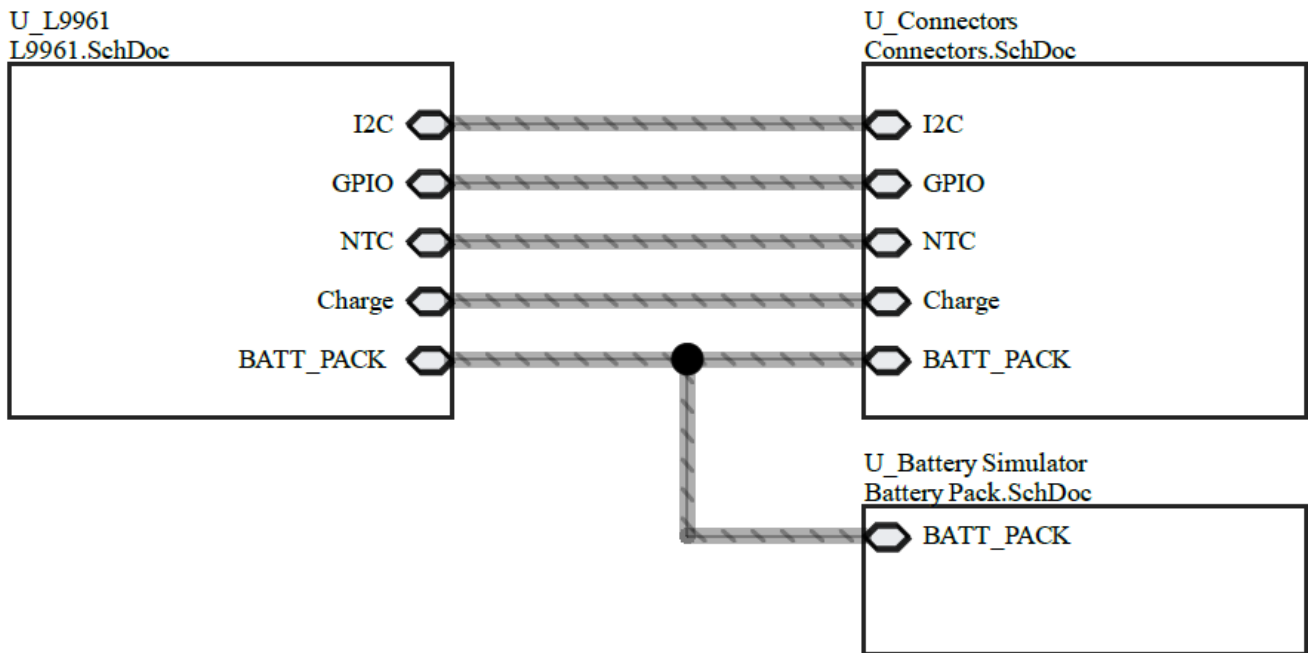 U_L9961
L9961.SchDoc
I2C
GPIO
NTC
Charge
BATT_PACK
U_Connectors
Connectors.SchDoc
I2C
GPIO
NTC
Charge
BATT_PACK
U_Battery Simulator
Battery Pack.SchDoc
BATT_PACK